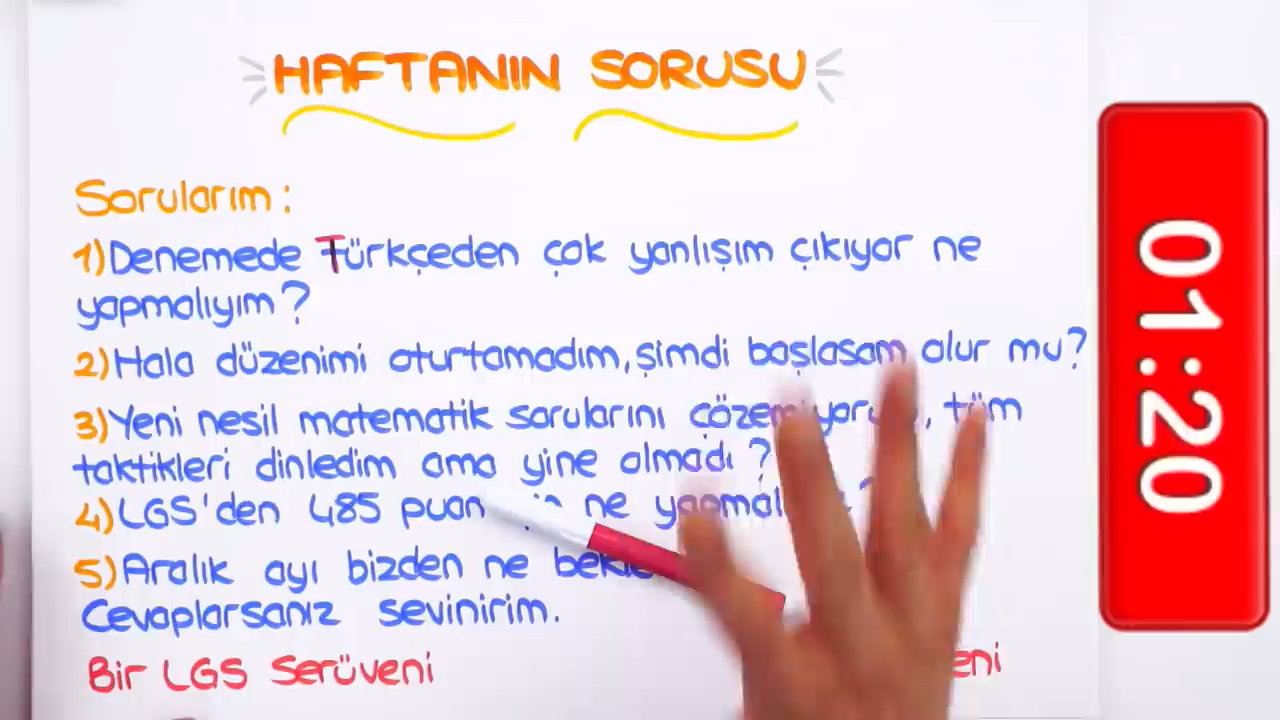 HAFTANIN SORUSU
Sorularım:
1)Denemede Türkçeden çok yanlışım çıkıyor ne
yapmalıyım?
2)Hala düzenimi oturtamadım, şimdi başlasam olur mu?
3)Yeni nesil matematik sorularını tüm
taktikleri dinledim ama yine olmadı?
4)LGS'den 485 puan ne
5)Aralık ayı bizden ne
Cevaplarsanız sevinirim.
Bir LGS Serüveni
01:20